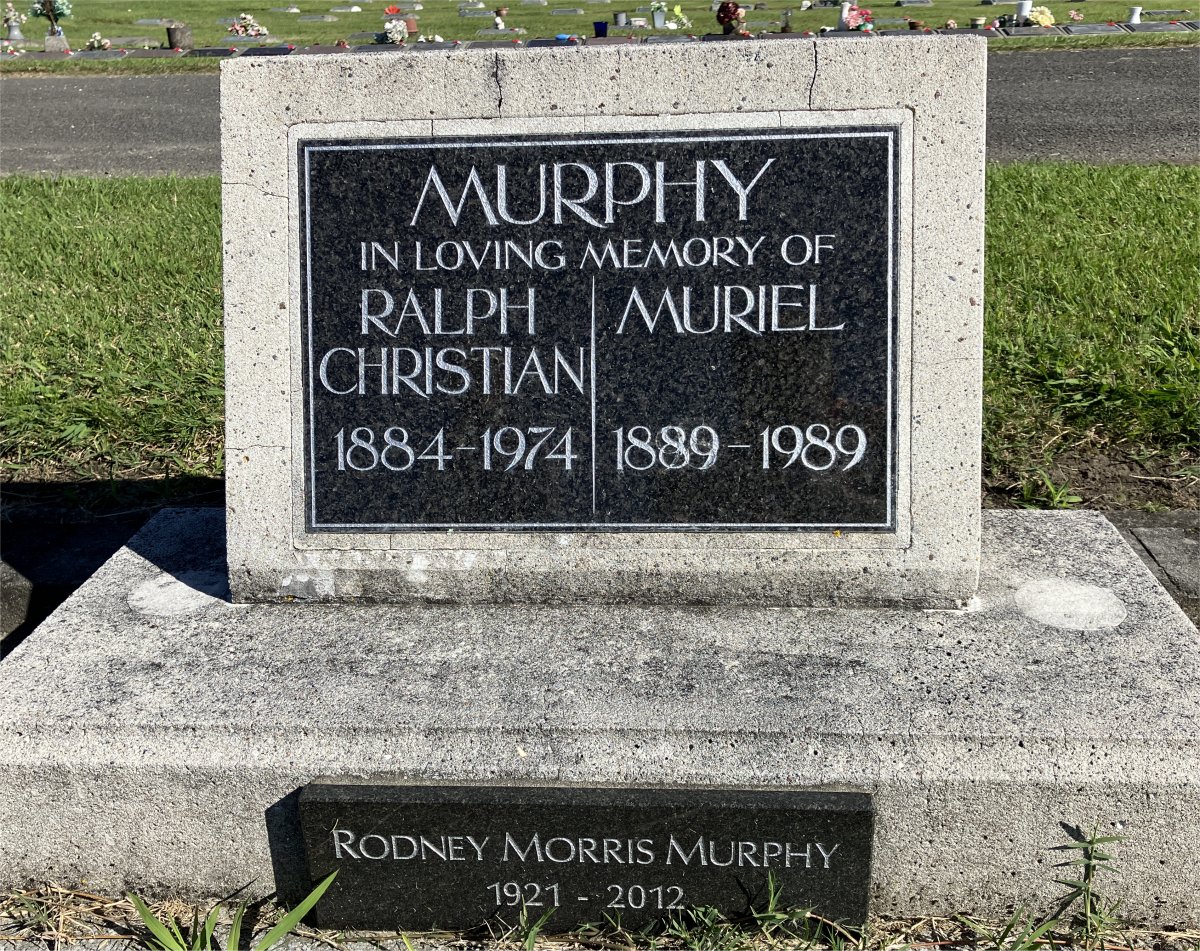 MURPHY
IN LOVING MEMORY OF
RALPH CHRISTIAN
1884-1974
MURIEL
1889-1989
RODNEY MORRIS MURPHY
1921 - 2012